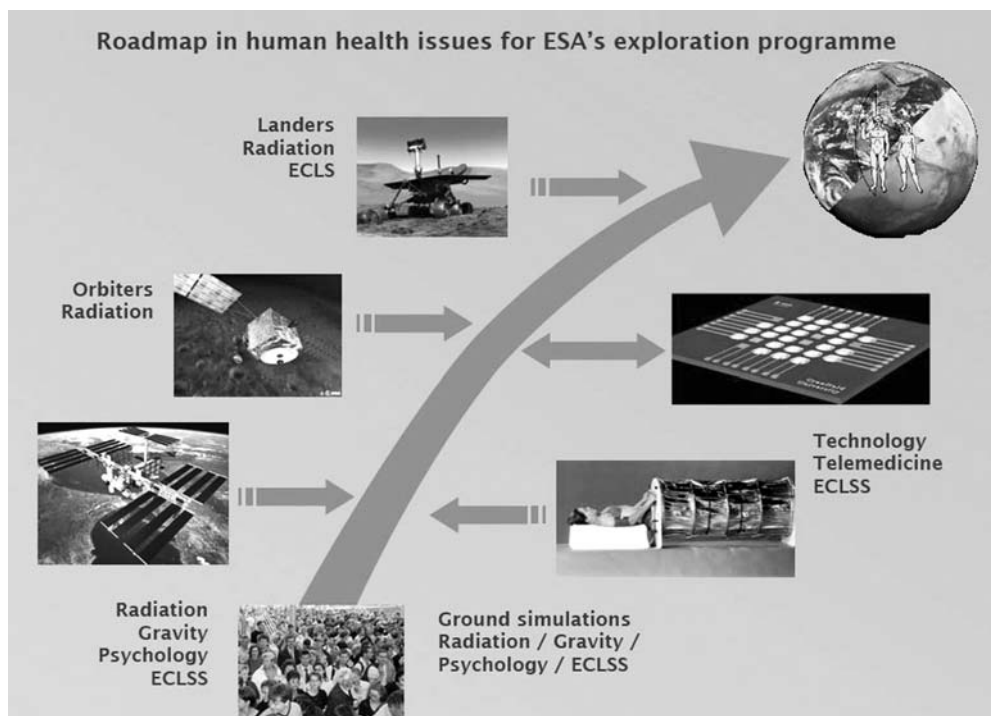 Roadmap in human health issues for ESA's exploration programme
Landers
Radiation
ECLS
Orbiters
Radiation
Technology
Telemedicine
ECLSS
Radiation
Gravity
Psychology
ECLSS
Ground simulations
Radiation / Gravity /
Psychology / ECLSS